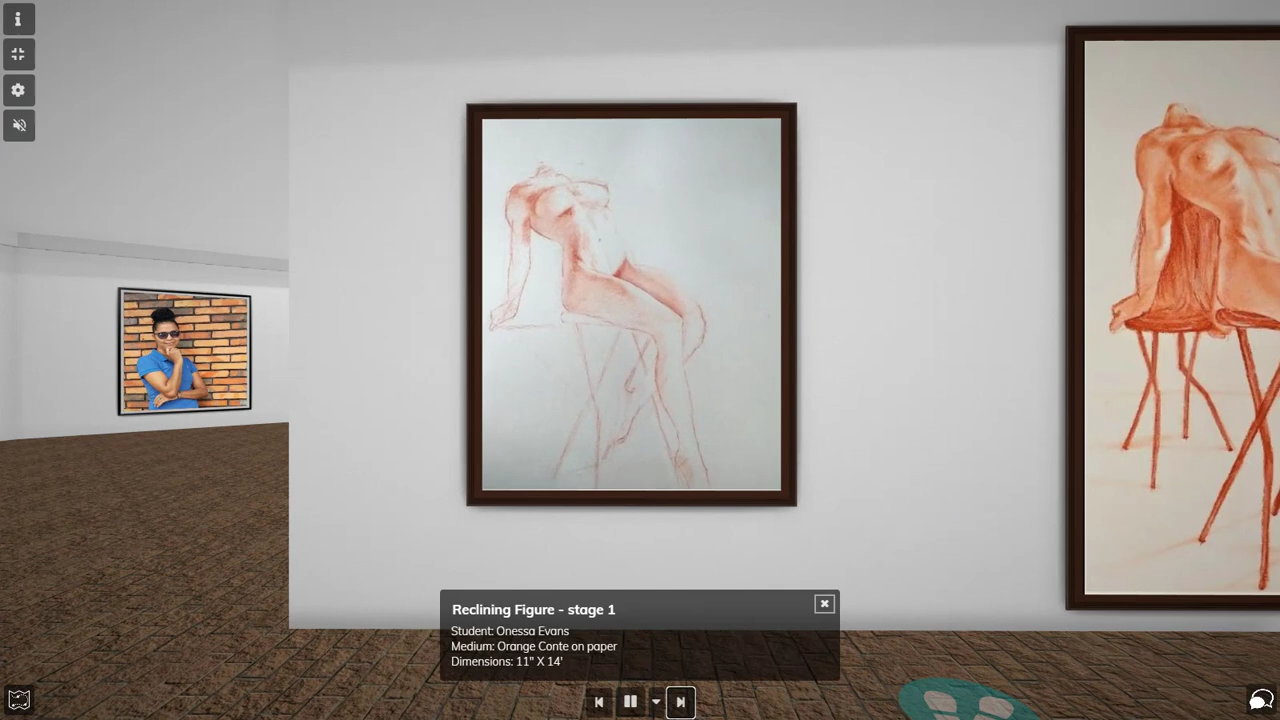 Reclining Figure - stage 1
Student: Onessa Evans
Medium: Orange Conte on paper
Dimensions: 11" X 14'